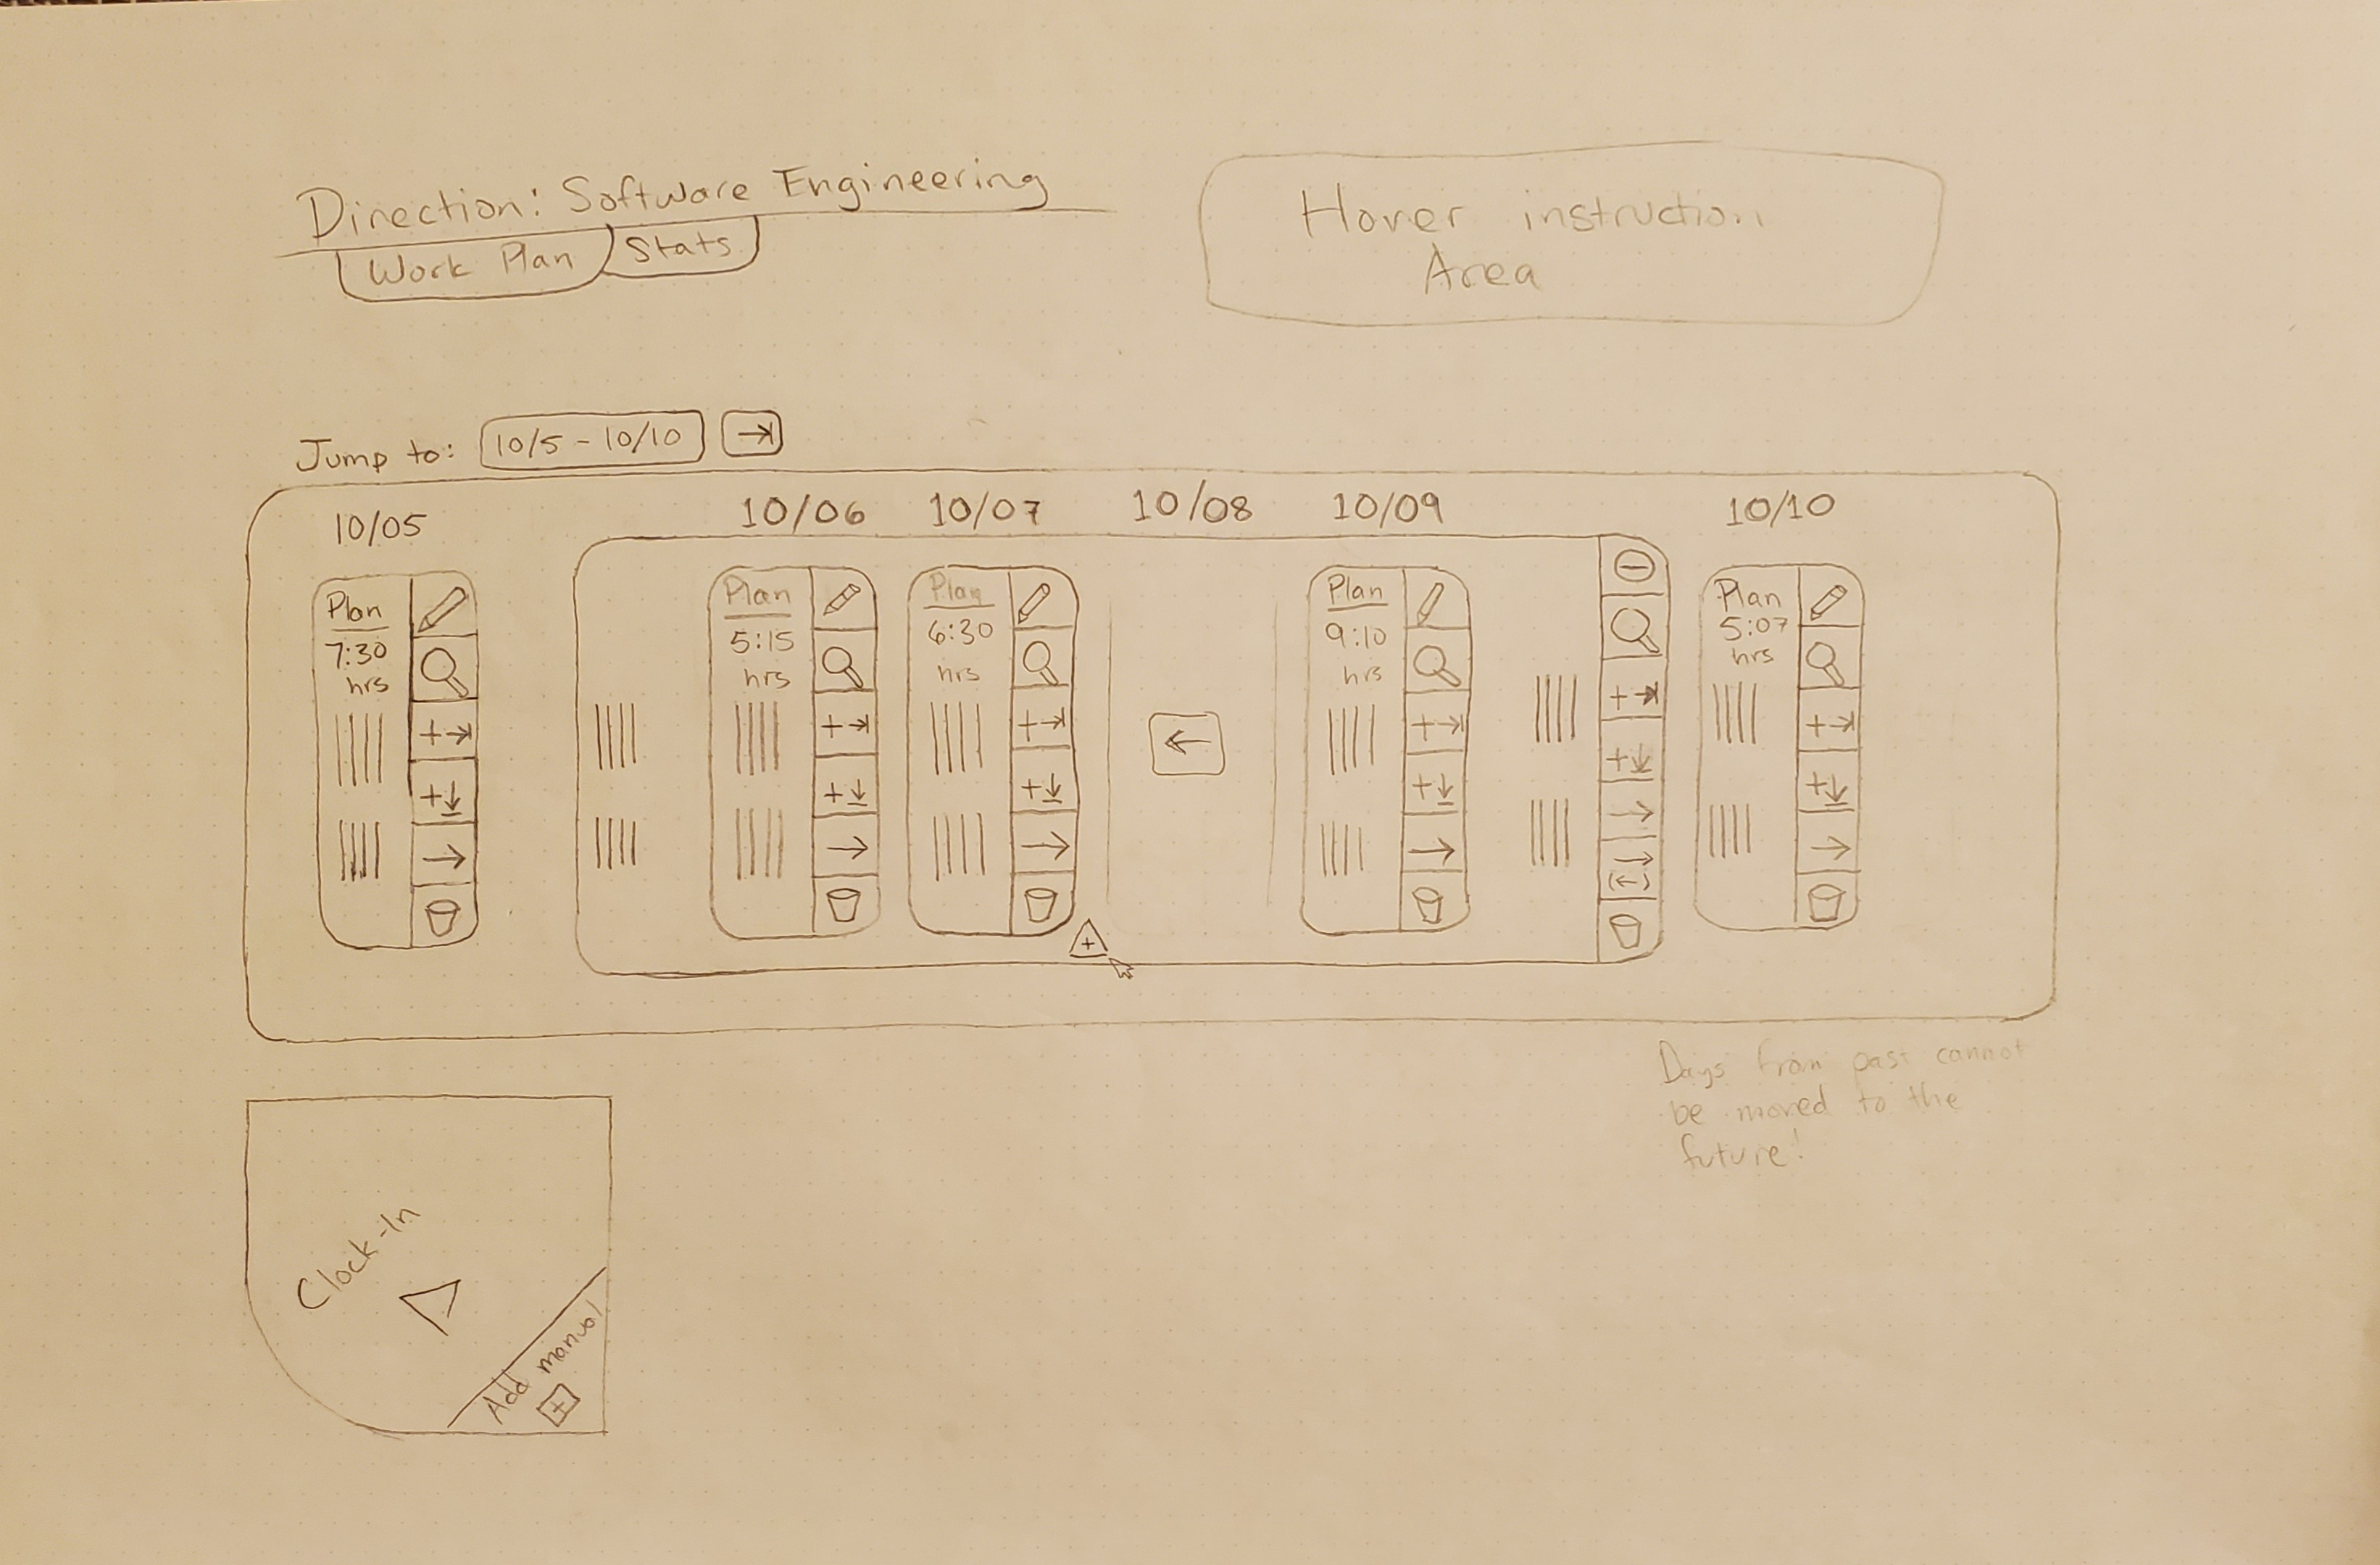 Direction: Software Engineering
Work Plan Stats
Hover instruction
Area
Jump to: 10/5 - 10/10
10/05 10/06 10/07 10/08 10/09 10/10
Plan
7:30
hrs
Plan
5:15
hrs
Plan
6:30
hrs
Plan
9:10
hrs
Plan
5:07
hrs
Days from past cannot
be moved to the
future!
Clock-In
Add manual